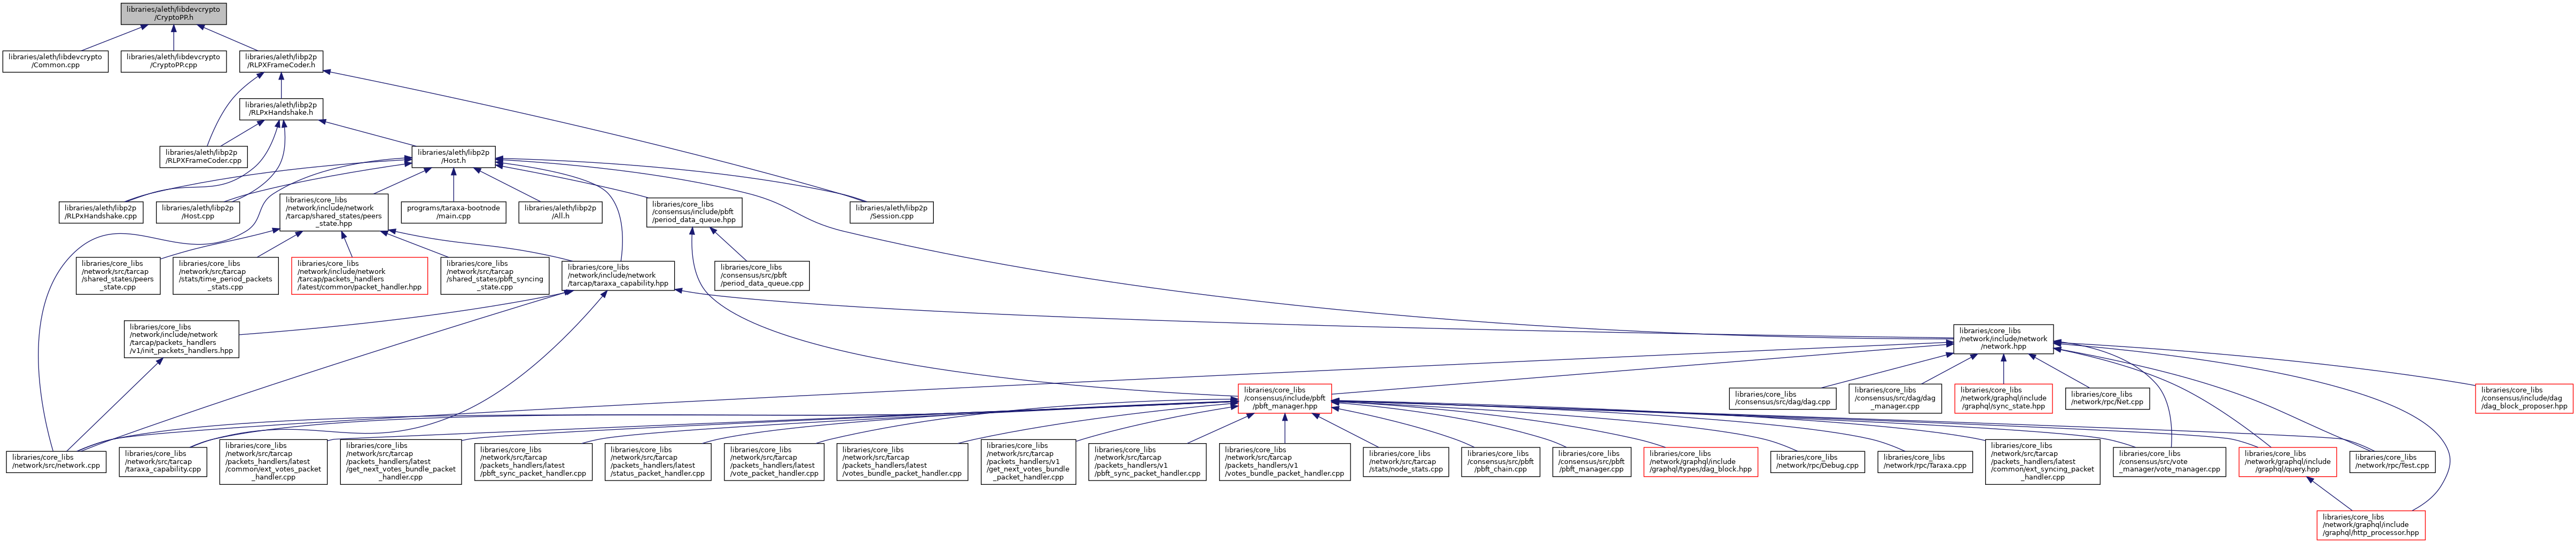 libraries/aleth/libdevcrypto
/CryptoPP.h
libraries/aleth/libdevcrypto
/Common.cpp
libraries/aleth/libdevcrypto
/CryptoPP.cpp
libraries/aleth/libp2p
/RLPXFrameCoder.h
libraries/aleth/libp2p
/RLPxHandshake.h
libraries/aleth/libp2p
/RLPXFrameCoder.cpp
libraries/aleth/libp2p
/Host.h
libraries/aleth/libp2p
/RLPxHandshake.cpp
libraries/aleth/libp2p
/Host.cpp
libraries/core_libs
/network/include/network
/tarcap/shared_states/peers
_state.hpp
programs/taraxa-bootnode
/main.cpp
libraries/aleth/libp2p
/All.h
libraries/core_libs
/consensus/include/pbft
/period_data_queue.hpp
libraries/aleth/libp2p
/Session.cpp
libraries/core_libs
/network/src/tarcap
/shared_states/peers
_state.cpp
libraries/core_libs
/network/src/tarcap
/stats/time_period_packets
_stats.cpp
libraries/core_libs
/network/include/network
/tarcap/packets_handlers
/latest/common/packet_handler.hpp
libraries/core_libs
/network/src/tarcap
/shared_states/pbft_syncing
_state.cpp
libraries/core_libs
/network/include/network
/tarcap/taraxa_capability.hpp
libraries/core_libs
/consensus/src/pbft
/period_data_queue.cpp
libraries/core_libs
/network/include/network
/tarcap/packets_handlers
/v1/init_packets_handlers.hpp
libraries/core_libs
/network/include/network
/network.hpp
libraries/core_libs
/consensus/include/pbft
/pbft_manager.hpp
libraries/core_libs
/consensus/src/dag/dag.cpp
libraries/core_libs
/consensus/src/dag/dag
_manager.cpp
libraries/core_libs
/network/graphql/include
/graphql/sync_state.hpp
libraries/core_libs
/network/rpc/Net.cpp
libraries/core_libs
/consensus/include/dag
/dag_block_proposer.hpp
libraries/core_libs
/network/src/network.cpp
libraries/core_libs
/network/src/tarcap
/taraxa_capability.cpp
libraries/core_libs
/network/src/tarcap
/packets_handlers/latest
/common/ext_votes_packet
_handler.cpp
libraries/core_libs
/network/src/tarcap
/packets_handlers/latest
/get_next_votes_bundle_packet
_handler.cpp
libraries/core_libs
/network/src/tarcap
/packets_handlers/latest
/pbft_sync_packet_handler.cpp
libraries/core_libs
/network/src/tarcap
/packets_handlers/latest
/status_packet_handler.cpp
libraries/core_libs
/network/src/tarcap
/packets_handlers/latest
/vote_packet_handler.cpp
libraries/core_libs
/network/src/tarcap
/packets_handlers/latest
/votes_bundle_packet_handler.cpp
libraries/core_libs
/network/src/tarcap
/packets_handlers/v1
/get_next_votes_bundle
_packet_handler.cpp
libraries/core_libs
/network/src/tarcap
/packets_handlers/v1
/pbft_sync_packet_handler.cpp
libraries/core_libs
/network/src/tarcap
/packets_handlers/v1
/votes_bundle_packet_handler.cpp
libraries/core_libs
/network/src/tarcap
/stats/node_stats.cpp
libraries/core_libs
/consensus/src/pbft
/pbft_chain.cpp
libraries/core_libs
/consensus/src/pbft
/pbft_manager.cpp
libraries/core_libs
/network/graphql/include
/graphql/types/dag_block.hpp
libraries/core_libs
/network/rpc/Debug.cpp
libraries/core_libs
/network/rpc/Taraxa.cpp
libraries/core_libs
/network/src/tarcap
/packets_handlers/latest
/common/ext_syncing_packet
_handler.cpp
libraries/core_libs
/consensus/src/vote
_manager/vote_manager.cpp
libraries/core_libs
/network/graphql/include
/graphql/query.hpp
libraries/core_libs
/network/rpc/Test.cpp
libraries/core_libs
/network/graphql/include
/graphql/http_processor.hpp